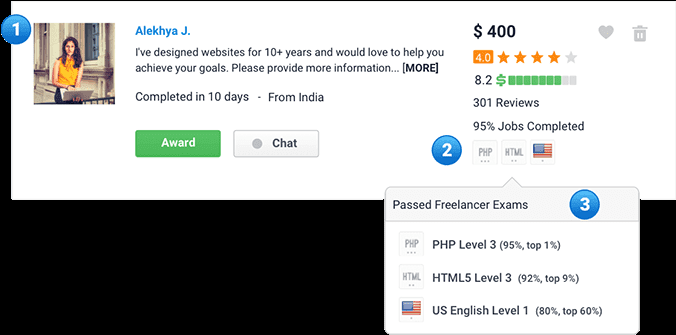 1
Alekhya J.
I've designed websites for 10+ years and would love to help you
achieve your goals. Please provide more information... [MORE]
Completed in 10 days - From India
Award
Chat
$ 400
4.0
8.2 $
301 Reviews
95% Jobs Completed
2
PHP
HTML
Passed Freelancer Exams
3
PHP
PHP Level 3 (95%, top 1%)
HTML
HTML5 Level 3 (92%, top 9%)
US English Level 1 (80%, top 60%)